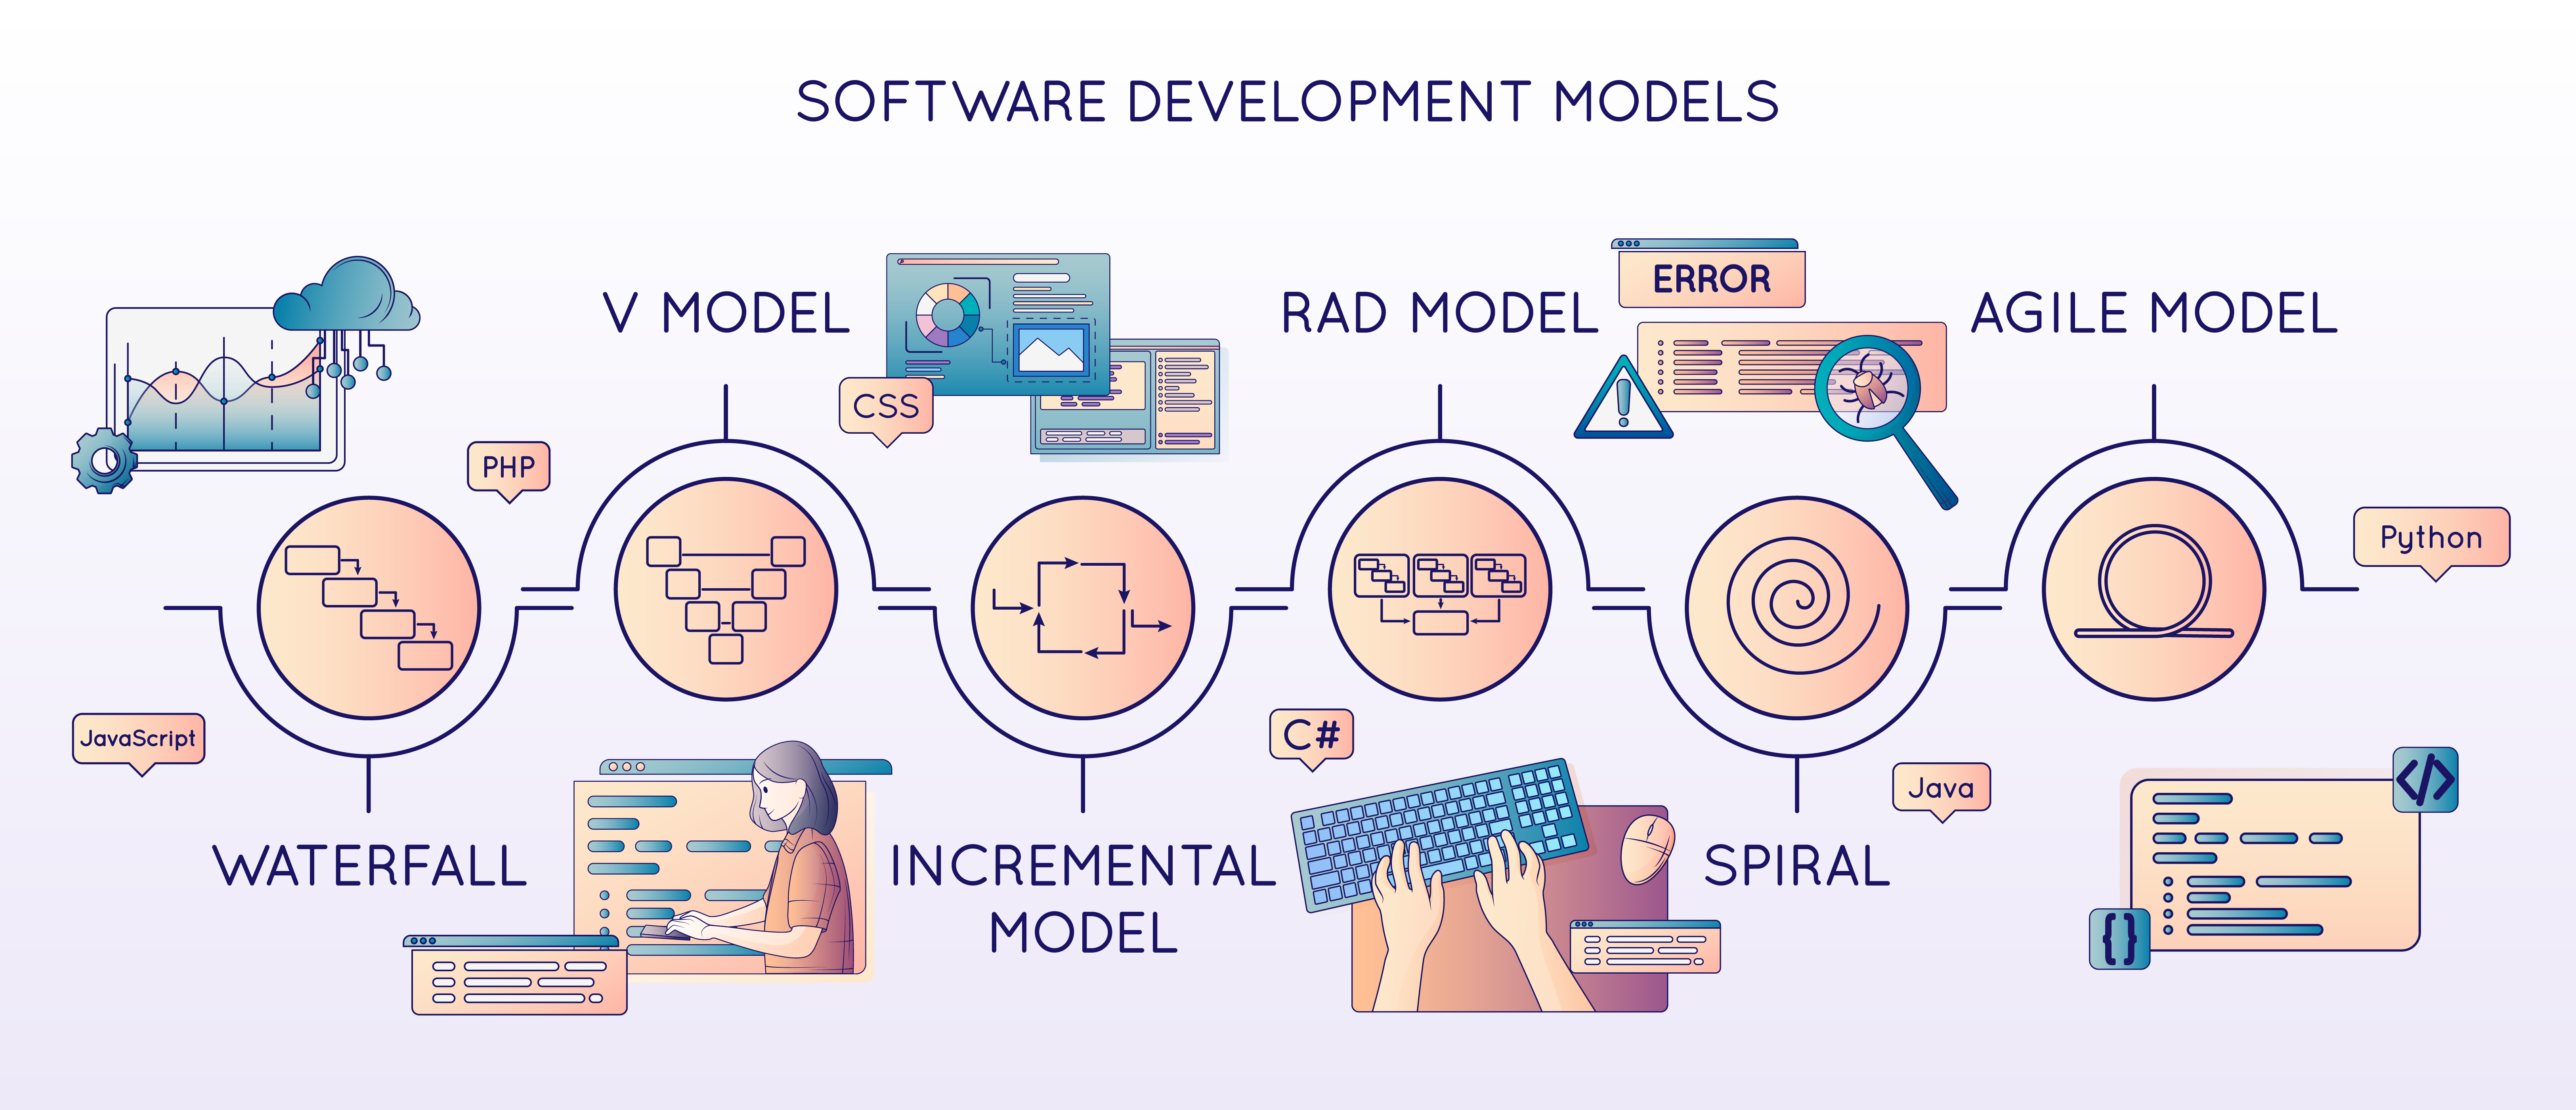 SOFTWARE DEVELOPMENT MODELS
V MODEL
RAD MODEL
ERROR
AGILE MODEL
CSS
PHP
Python
JavaScript
C#
Java
</>
{}
WATERFALL
INCREMENTAL
MODEL
SPIRAL